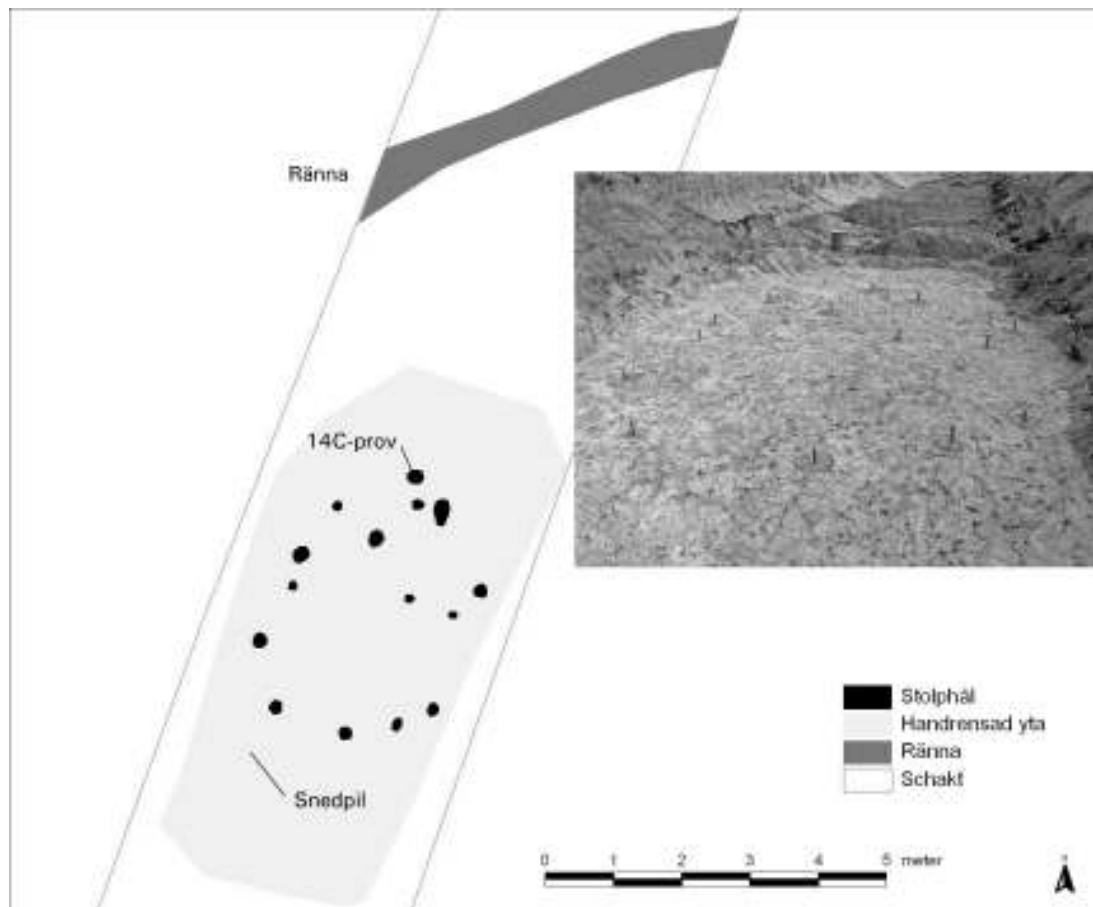 Ränna
14C-prov
Snedpil
Stolphål
Handrensad yta
Ränna
Schakt
0 1 2 3 4 5 meter